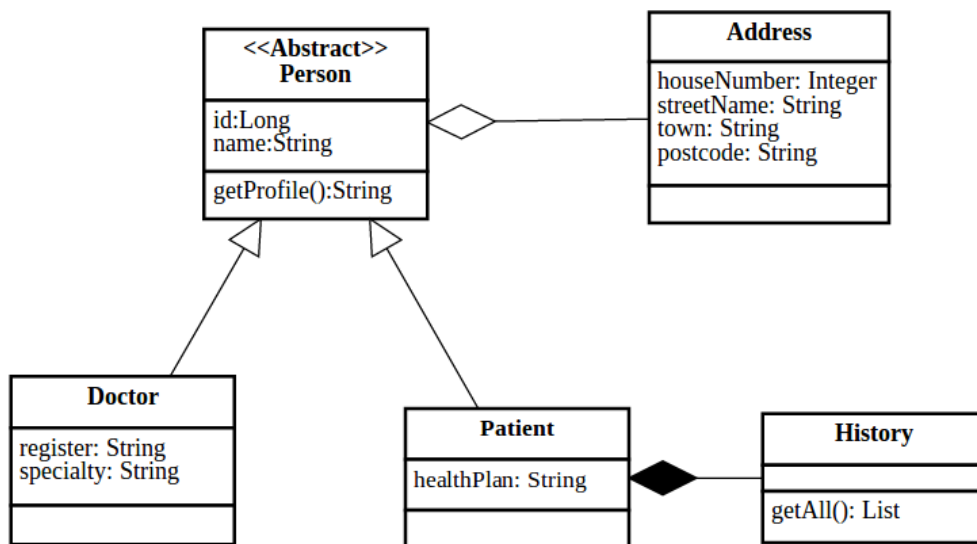 <<Abstract>>
Person
id:Long
name:String
getProfile():String
Address
houseNumber: Integer
streetName: String
town: String
postcode: String
Doctor
register: String
specialty: String
Patient
healthPlan: String
History
getAll(): List